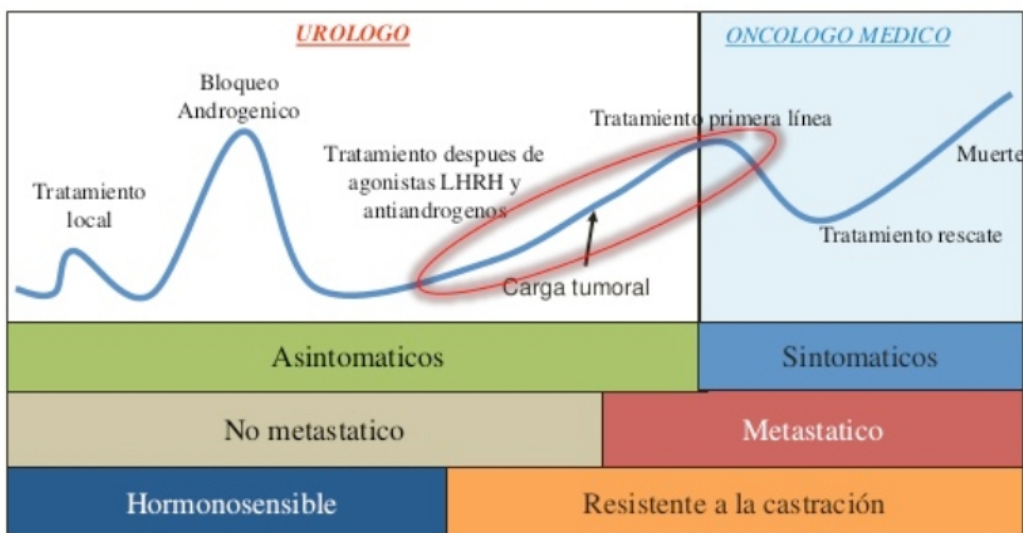 UROLOGO
ONCOLOGO MEDICO
Bloqueo
Androgenico
Tratamiento primera línea
Tratamiento despues de
agonistas LHRH y
antiandrogenos
Muerte
Tratamiento
local
Tratamiento rescate
Carga tumoral
Asintomaticos
Sintomaticos
No metastatico
Metastatico
Hormonosensible
Resistente a la castración